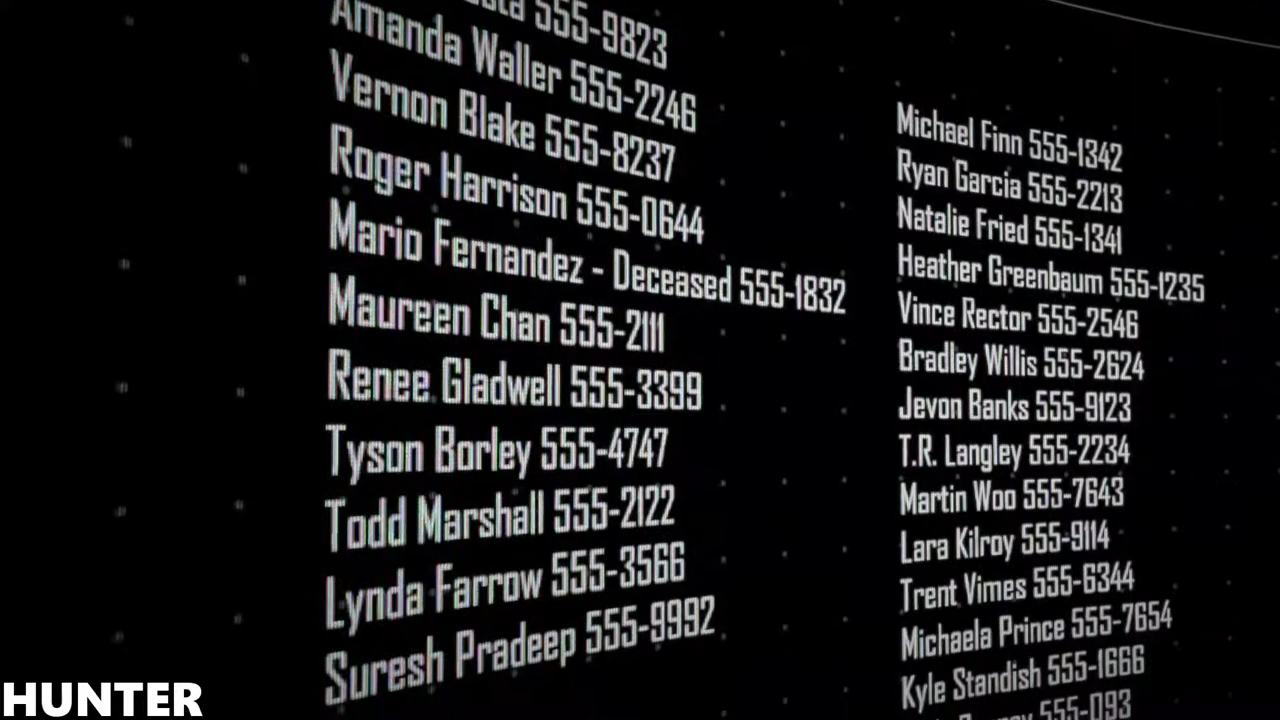 555-9823
Amanda Waller 555-2246
Vernon Blake 555-8237
Roger Harrison 555-0644
Mario Fernandez - Deceased 555-1832
Maureen Chan 555-2111
Renee Gladwell 555-3399
Tyson Borley 555-4747
Todd Marshall 555-2122
Lynda Farrow 555-3566
Suresh Pradeep 555-9992
Michael Finn 555-1342
Ryan Garcia 555-2213
Natalie Fried 555-1341
Heather Greenbaum 555-1235
Vince Rector 555-2546
Bradley Willis 555-2624
Jevon Banks 555-9123
T.R. Langley 555-2234
Martin Woo 555-7643
Lara Kilroy 555-9114
Trent Vimes 555-6344
Michaela Prince 555-7654
Kyle Standish 555-1666
555-093
HUNTER